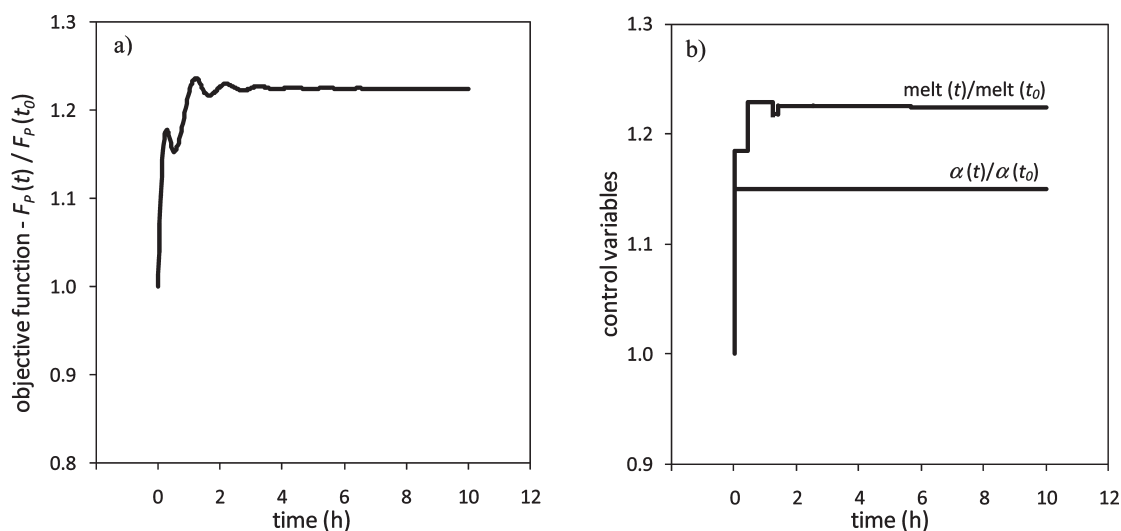 a)
objective function - F_P (t) / F_P (t_0)
1.3
1.2
1.1
1.0
0.9
0.8
0 2 4 6 8 10 12
time (h)
b)
control variables
1.3
1.2
1.1
1.0
0.9
melt (t)/melt (t_0)
α (t)/α (t_0)
0 2 4 6 8 10 12
time (h)